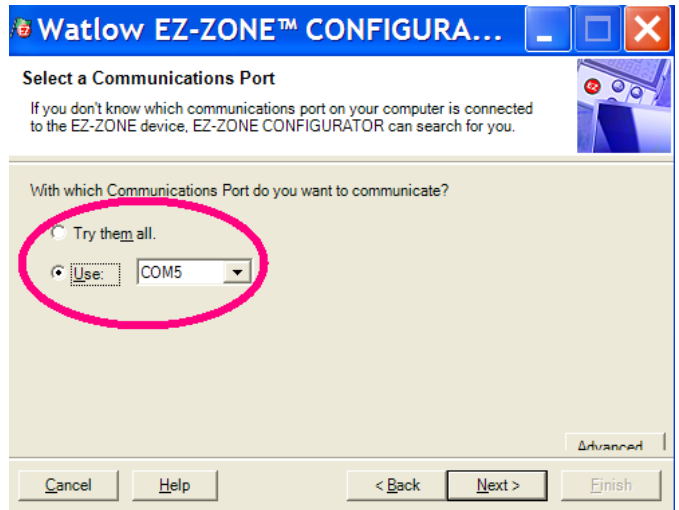 Watlow EZ-ZONE™ CONFIGURA...
Select a Communications Port
If you don't know which communications port on your computer is connected
to the EZ-ZONE device, EZ-ZONE CONFIGURATOR can search for you.
With which Communications Port do you want to communicate?
Try them all.
Use: COM5
Advanced
Cancel Help < Back Next > Finish